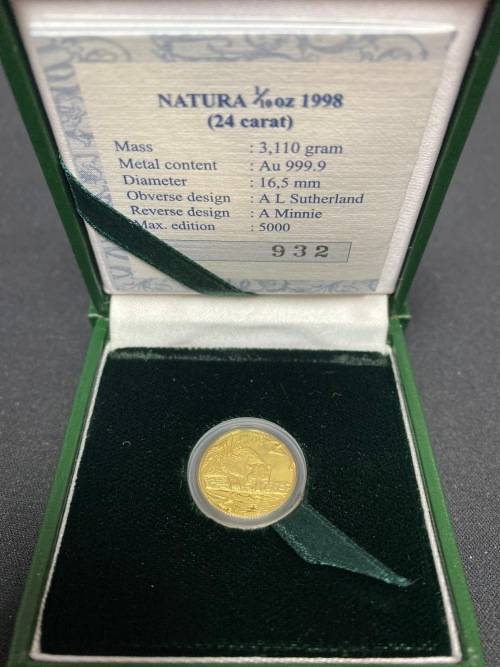 NATURA 1/10 oz 1998
(24 carat)
Mass : 3,110 gram
Metal content : Au 999.9
Diameter : 16,5 mm
Obverse design : A L Sutherland
Reverse design : A Minnie
Max. edition : 5000
932